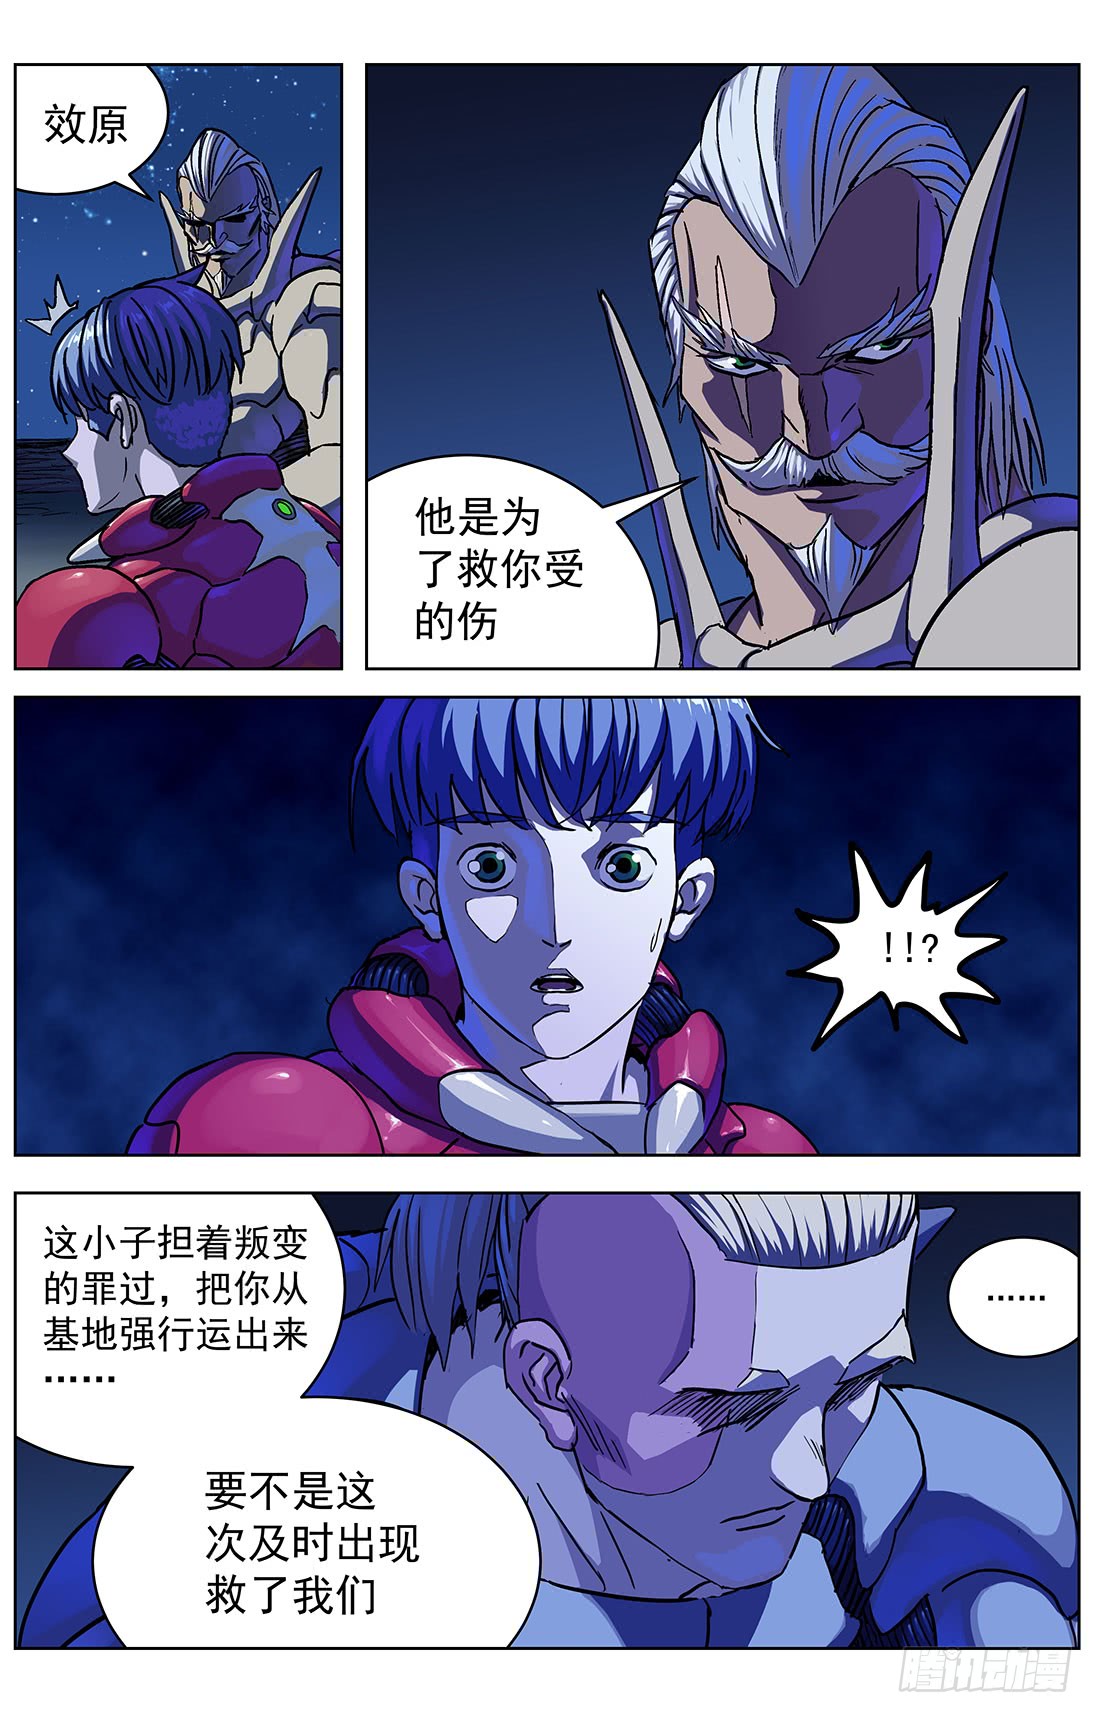 效原
他是为
了救你受
的伤
!!?
这小子担着叛变
的罪过，把你从
基地强行运出来
……
……
要不是这
次及时出现
救了我们
腾讯动漫